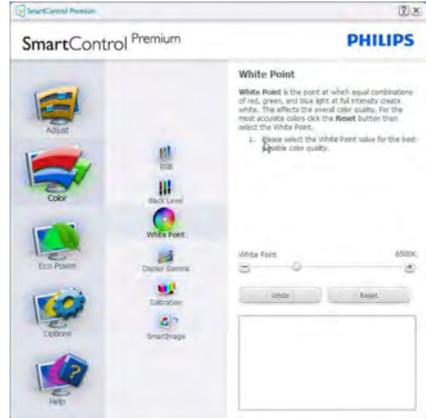 SmartControl Premium
SmartControl Premium
PHILIPS
Adjust
Color
Eco Power
Options
Help
RGB
Black Level
White Point
Display Gamma
Calibration
SmartImage
White Point
White Point is the point at which equal combinations
of red, green, and blue light at full intensity create
white. The effects the overall color quality. For the
most accurate colors click the Reset button then
select the White Point.
1. Please select the White Point value for the best
possible color quality.
White Point 6500K
Undo Reset